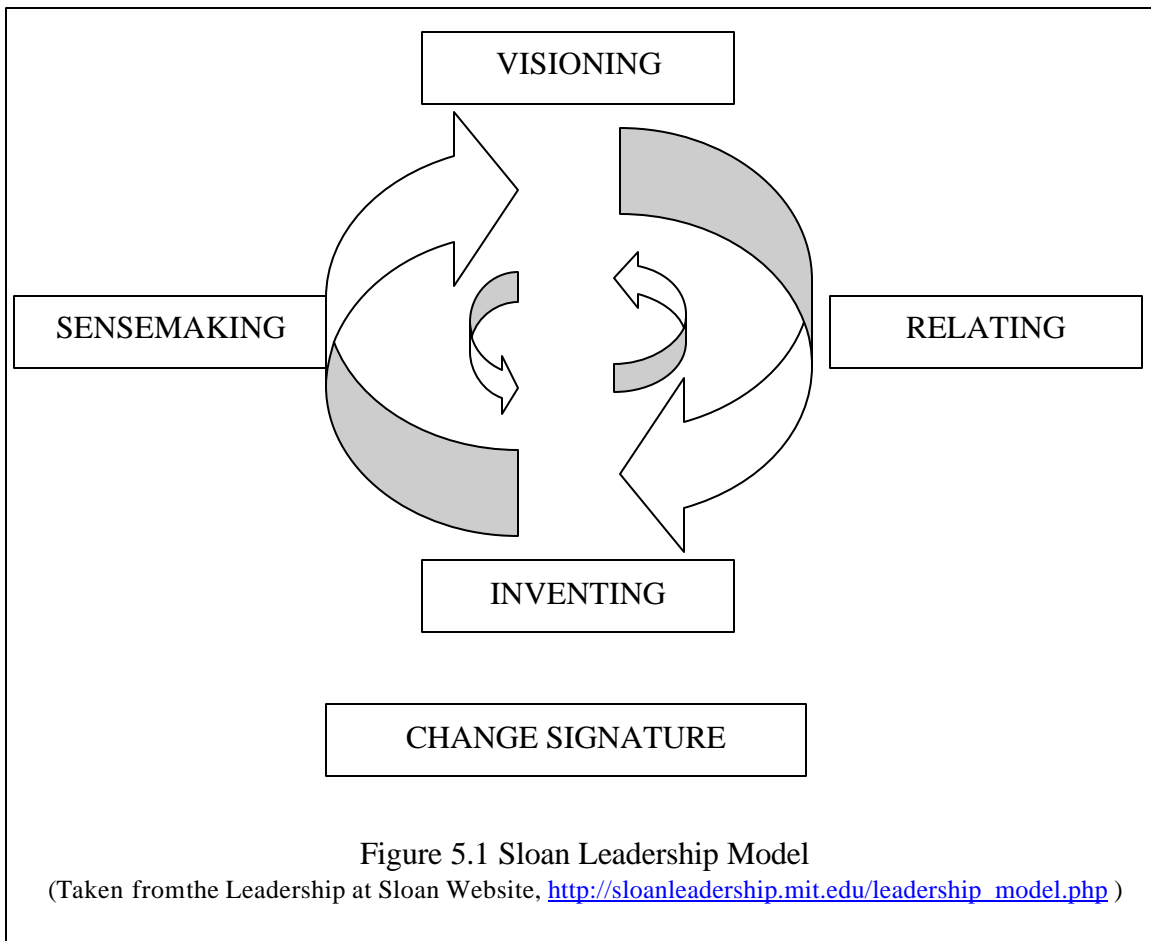 VISIONING
SENSEMAKING
RELATING
INVENTING
CHANGE SIGNATURE
Figure 5.1 Sloan Leadership Model
(Taken fromthe Leadership at Sloan Website, http://sloanleadership.mit.edu/leadership_model.php )